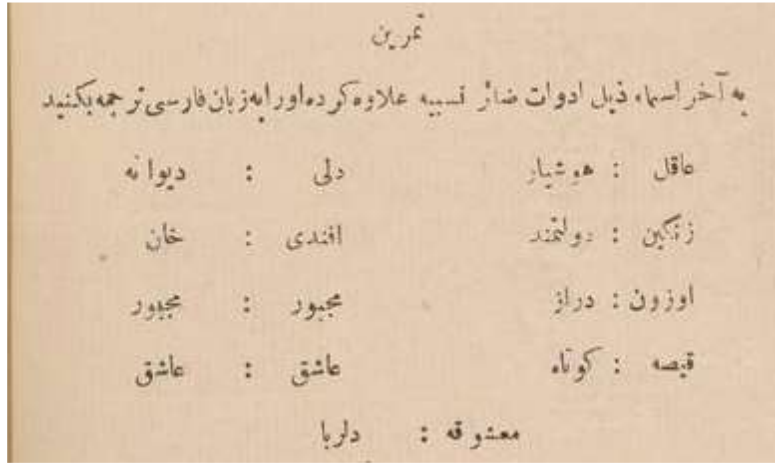 تمرین
به آخر اسماء ذیل ادوات ضمائر نسبیه علاوه کرده اورا به زبان فارسی ترجمه بکنید
عاقل : هوشیار دلی : دیوانه
زنگین : دولتمند افندی : خان
اوزون : دراز مجبور : مجبور
قیصه : کوتاه عاشق : عاشق
معشوقه : دلربا